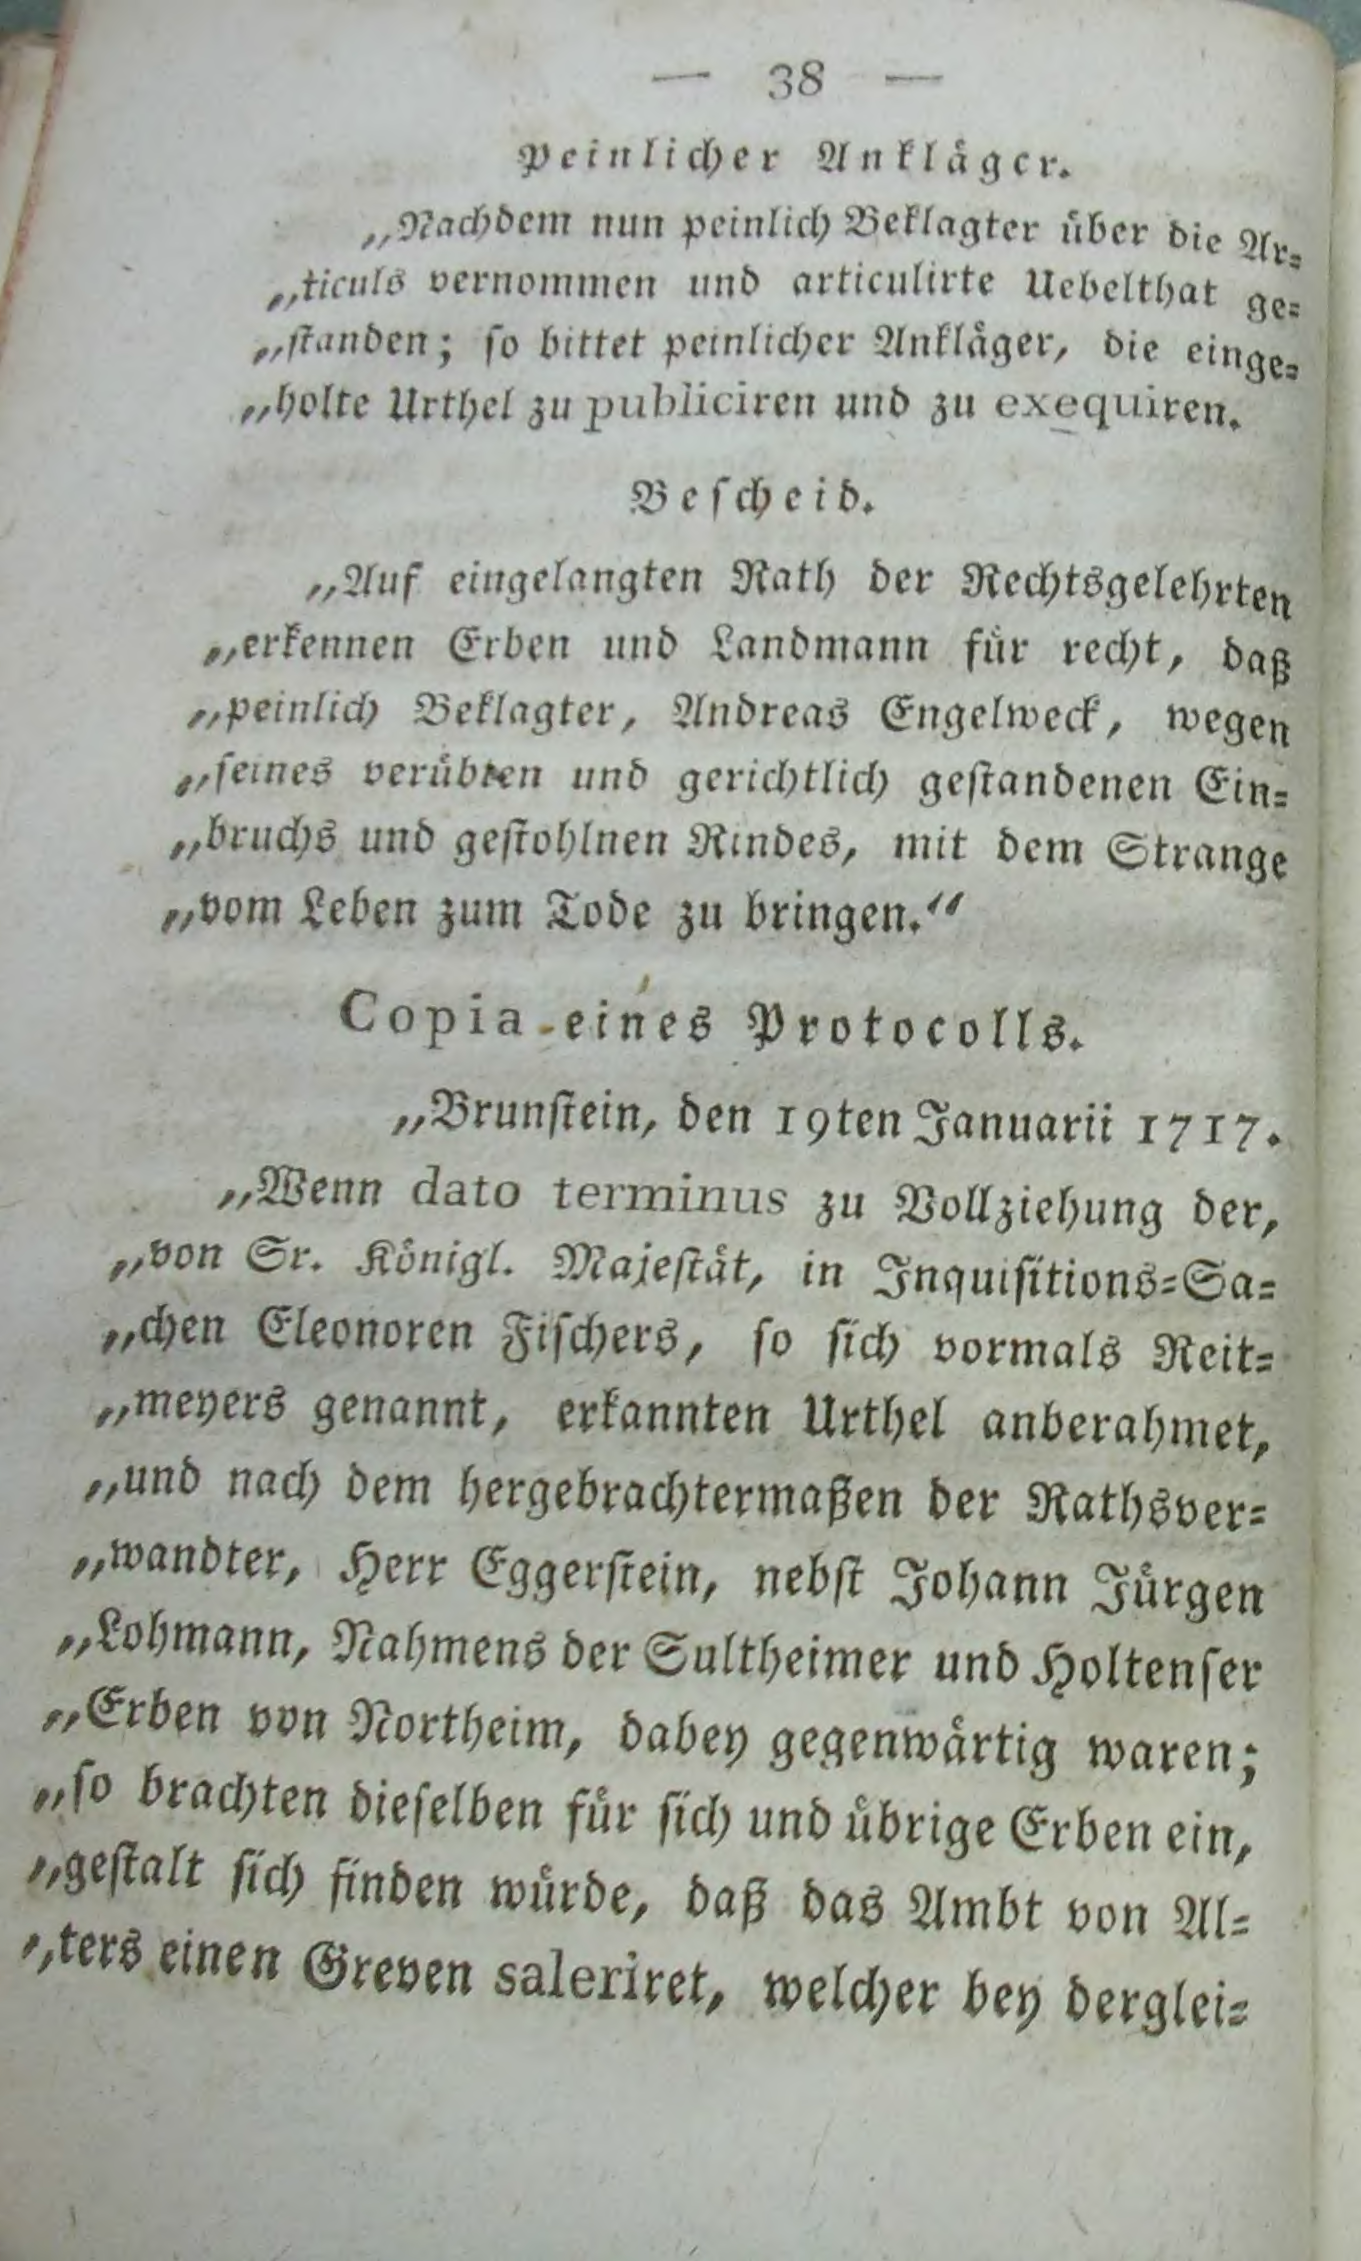 — 38 —
Peinlicher Ankläger.
„Nachdem nun peinlich Beklagter über die Ar-
„ticuls vernommen und articulirte Uebelthat ge-
„standen; so bittet peinlicher Ankläger, die einge-
„holte Urthel zu publiciren und zu exequiren.
Bescheid.
„Auf eingelangten Rath der Rechtsgelehrten
„erkennen Erben und Landmann für recht, daß
„peinlich Beklagter, Andreas Engelweck, wegen
„seines verübten und gerichtlich gestandenen Ein-
„bruchs und gestohlnen Rindes, mit dem Strange
„vom Leben zum Tode zu bringen.“
Copia eines Protocolls.
„Brunstein, den 19ten Januarii 1717.
„Wenn dato terminus zu Vollziehung der,
„von Sr. Königl. Majestät, in Inquisitions-Sa-
„chen Eleonoren Fischers, so sich vormals Reit-
„meyers genannt, erkannten Urthel anberahmet,
„und nach dem hergebrachtermaßen der Rathsver-
„wandter, Herr Eggerstein, nebst Johann Jürgen
„Lohmann, Nahmens der Sultheimer und Holtenser
„Erben von Northeim, dabey gegenwärtig waren;
„so brachten dieselben für sich und übrige Erben ein,
„gestalt sich finden würde, daß das Ambt von Al-
„ters einen Greven saleriret, welcher bey derglei-